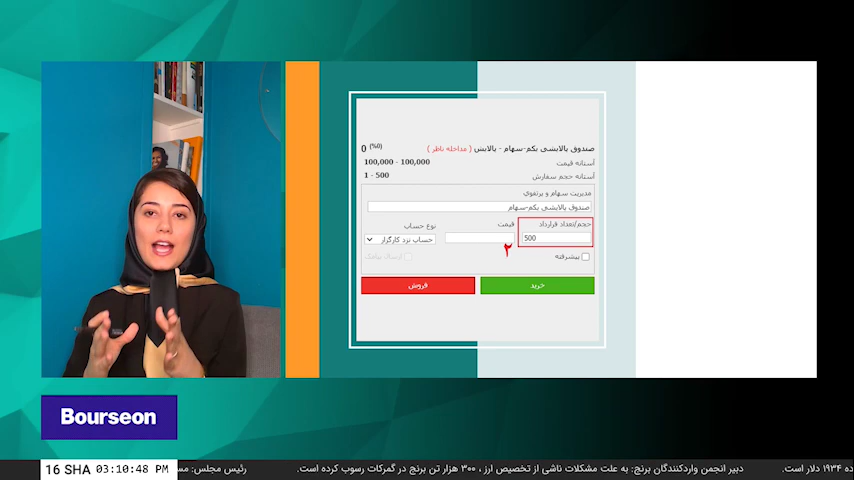 صندوق پالایشی یکم-سهام - پالایش ( مداخله ناظر ) 0 (%0)
آستانه قیمت 100,000 - 100,000
آستانه حجم سفارش 1 - 500
مدیریت سهام و پرتفوی
صندوق پالایشی یکم-سهام
حجم/تعداد قرارداد قیمت نوع حساب
500 حساب نزد کارگزار
۲
پیشرفته ارسال پیامک
خرید فروش
Bourseon
16 SHA 03:10:48 PM
ده ۱۹۳۴ دلار است. دبیر انجمن واردکنندگان برنج: به علت مشکلات ناشی از تخصیص ارز ، ۳۰۰ هزار تن برنج در گمرکات رسوب کرده است. رئیس مجلس: